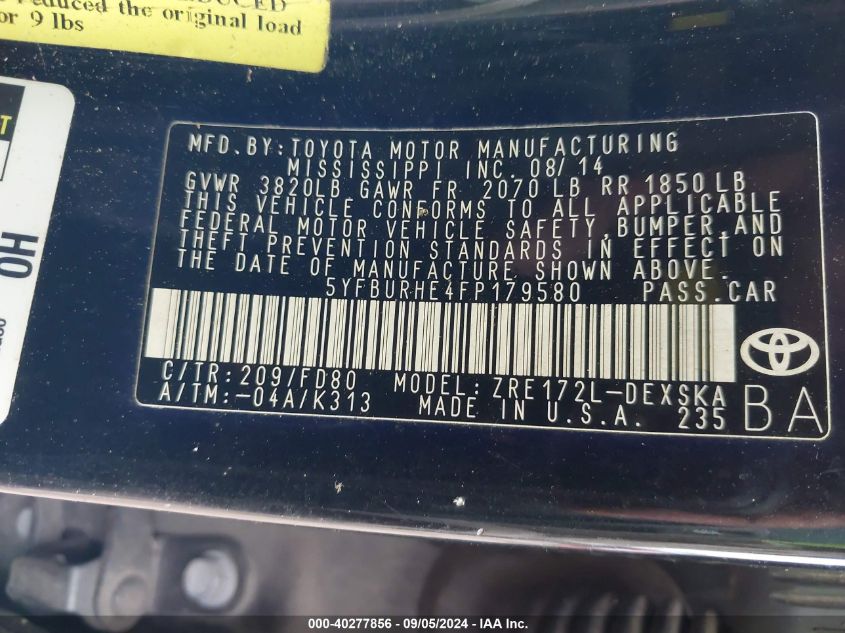 reduced the original load
or 9 lbs
T
HO
MFD.BY:TOYOTA MOTOR MANUFACTURING
MISSISSIPPI INC. 08/14
GVWR 3820LB GAWR FR 2070 LB RR 1850LB
THIS VEHICLE CONFORMS TO ALL APPLICABLE
FEDERAL MOTOR VEHICLE SAFETY,BUMPER,AND
THEFT PREVENTION STANDARDS IN EFFECT ON
THE DATE OF MANUFACTURE SHOWN ABOVE.
5YFBURHE4FP179580 PASS.CAR
C/TR:209/FD80 MODEL:ZRE172L-DEXSKA
A/TM:-04A/K313 MADE IN U.S.A. 235 BA
000-40277856 - 09/05/2024 - IAA Inc.